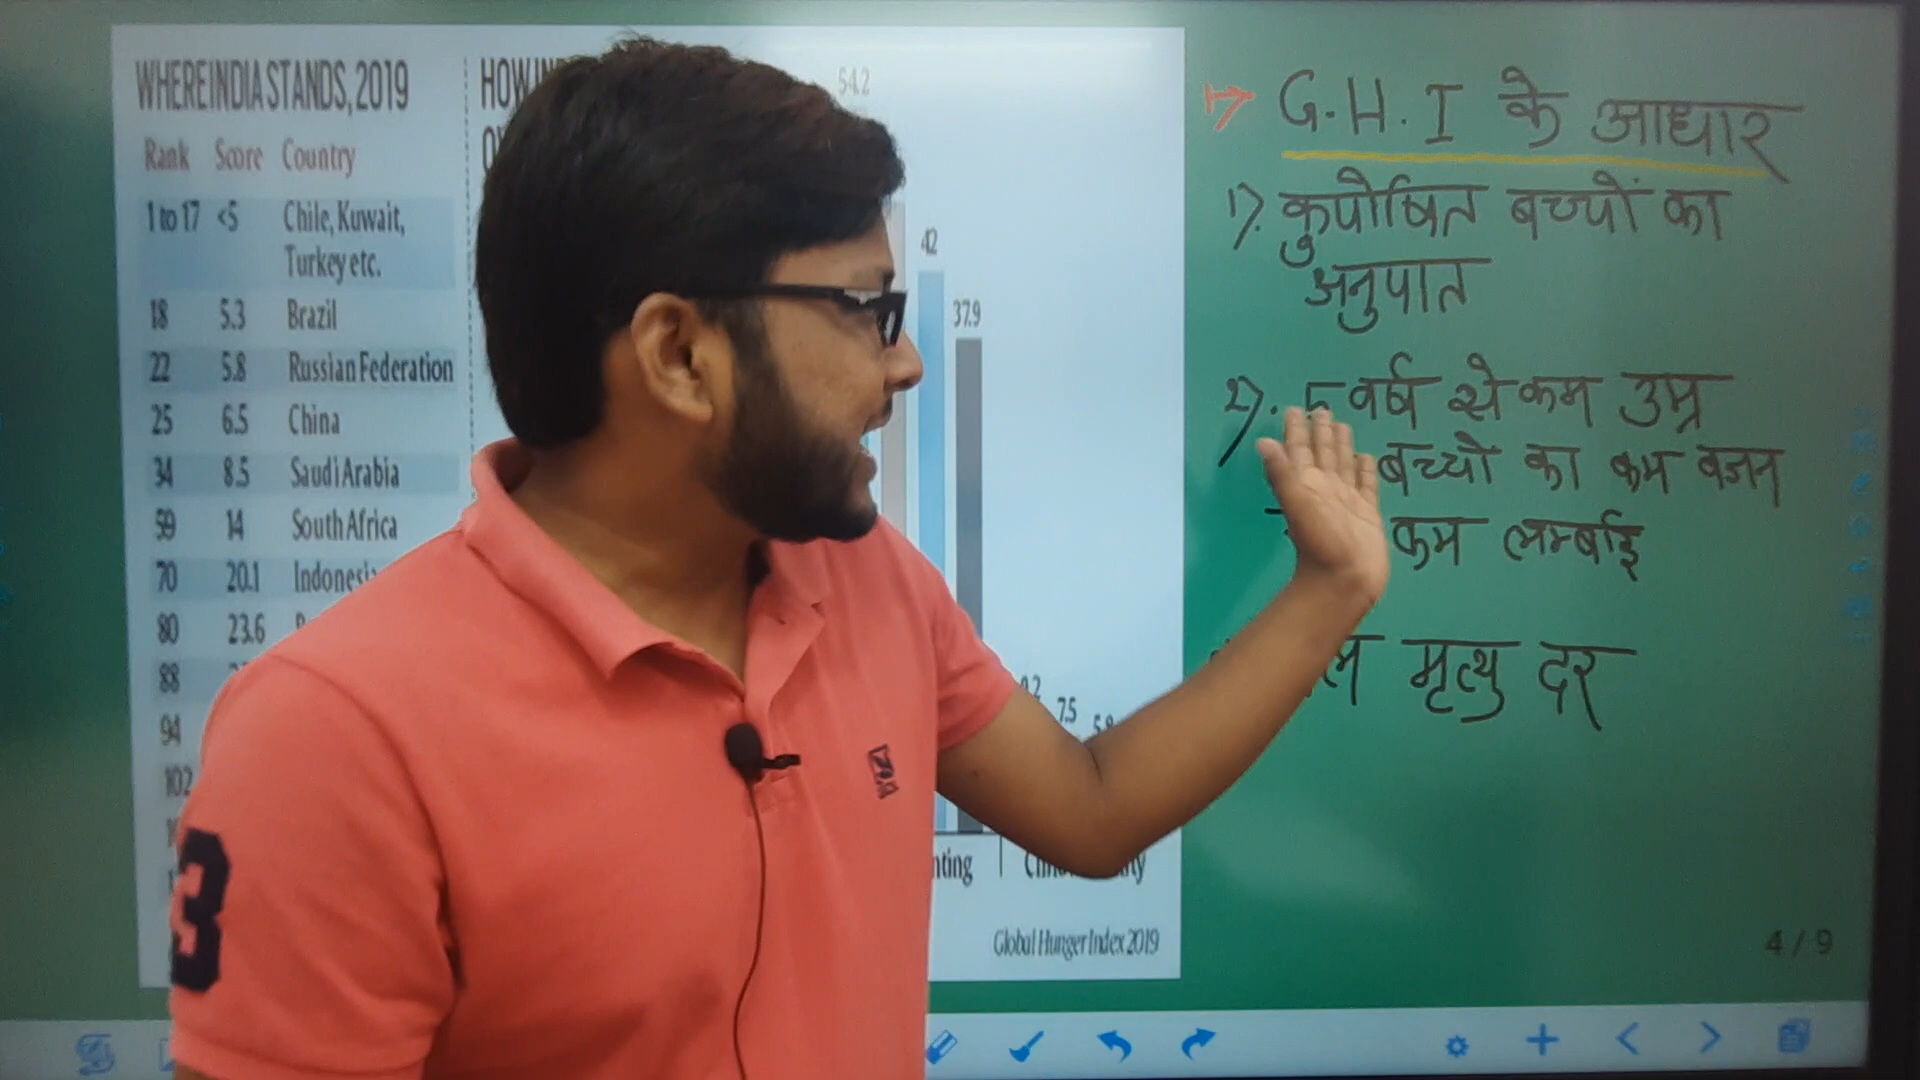 WHERE INDIA STANDS, 2019
Rank Score Country
1 to 17 <5 Chile, Kuwait,
Turkey etc.
18 5.3 Brazil
22 5.8 Russian Federation
25 6.5 China
34 8.5 Saudi Arabia
59 14 South Africa
70 20.1
80 23.6
88
94
102
54.2
42
37.9
7.5
Global Hunger Index 2019
G.H.I के आधार
1). कुपोषित बच्चों का
अनुपात
2). 5 वर्ष से कम उम्र
बच्चो का कम वजन
कम लम्बाई
मृत्यु दर
4 / 9
3